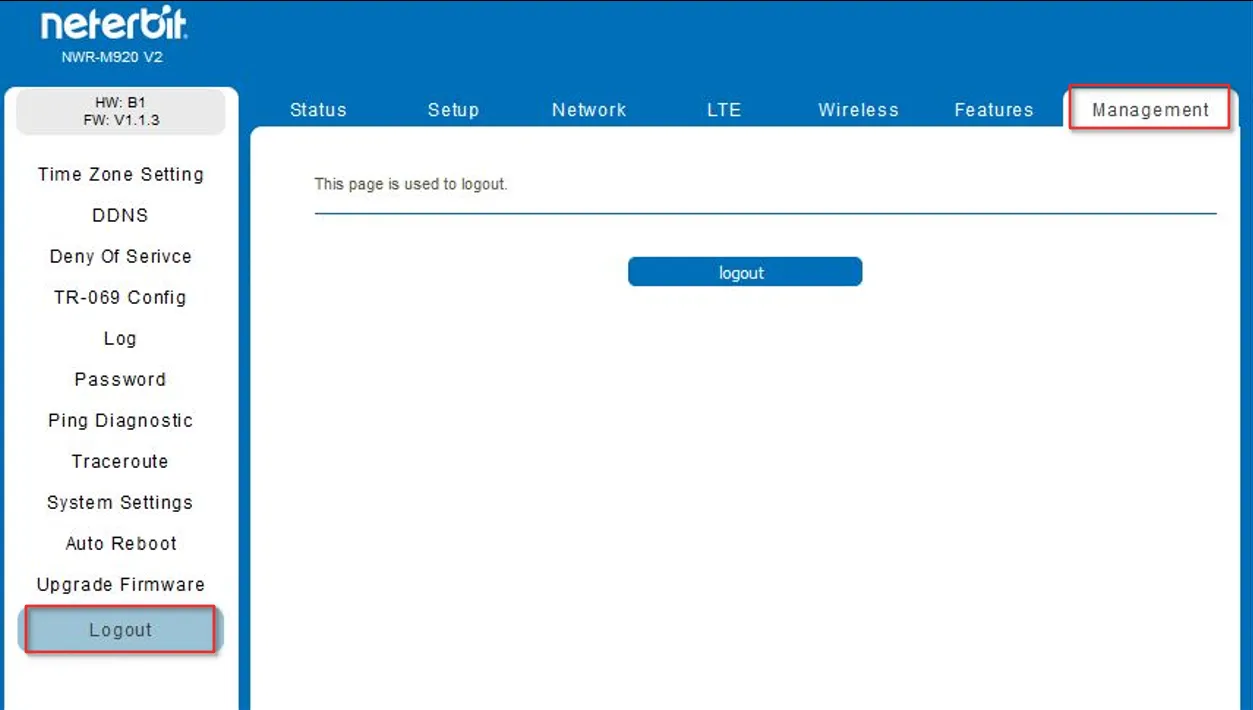 neterbit.
NWR-M920 V2
HW: B1
FW: V1.1.3
Status Setup Network LTE Wireless Features Management
Time Zone Setting
DDNS
Deny Of Serivce
TR-069 Config
Log
Password
Ping Diagnostic
Traceroute
System Settings
Auto Reboot
Upgrade Firmware
Logout
This page is used to logout.
logout